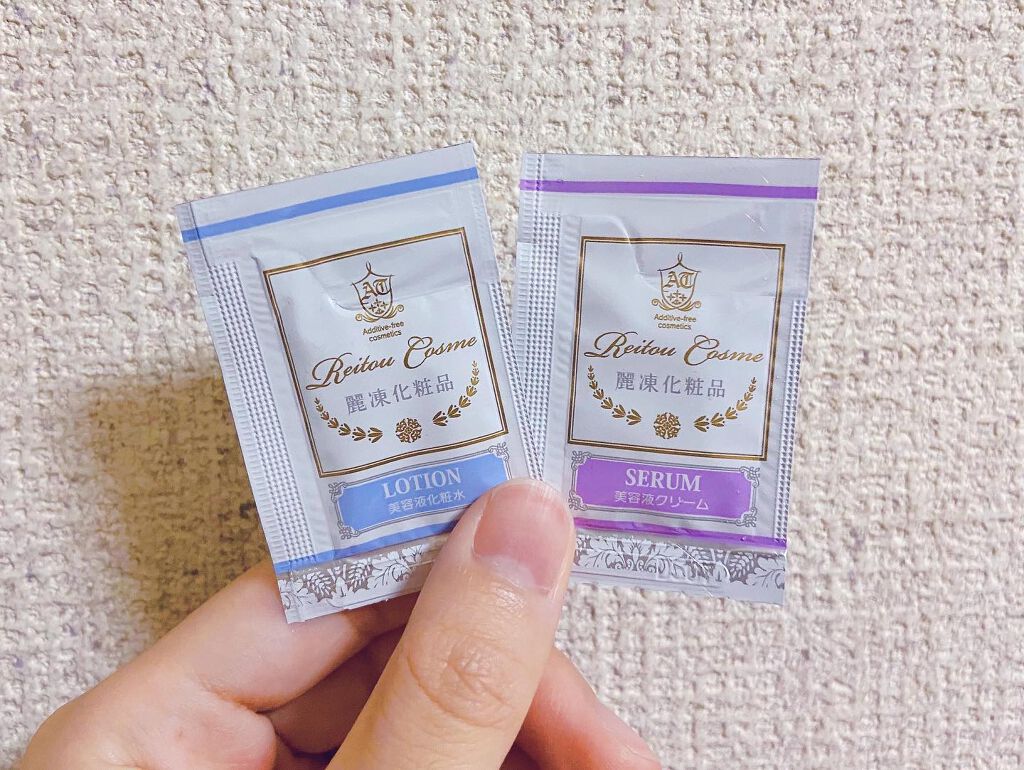 AT
Additive-free
cosmetics
Reitou Cosme
麗凍化粧品
LOTION
美容液化粧水
AT
Additive-free
cosmetics
Reitou Cosme
麗凍化粧品
SERUM
美容液クリーム